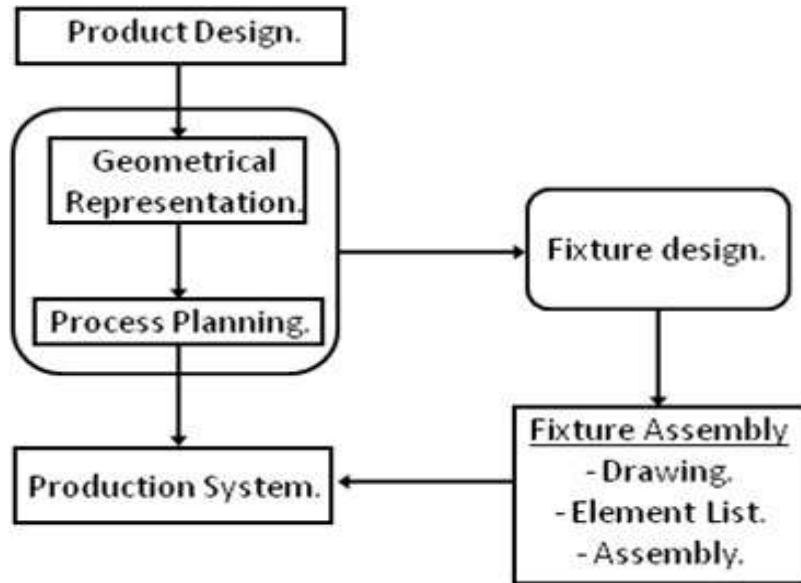 Product Design.
Geometrical
Representation.
Process Planning.
Production System.
Fixture design.
Fixture Assembly
- Drawing.
- Element List.
- Assembly.